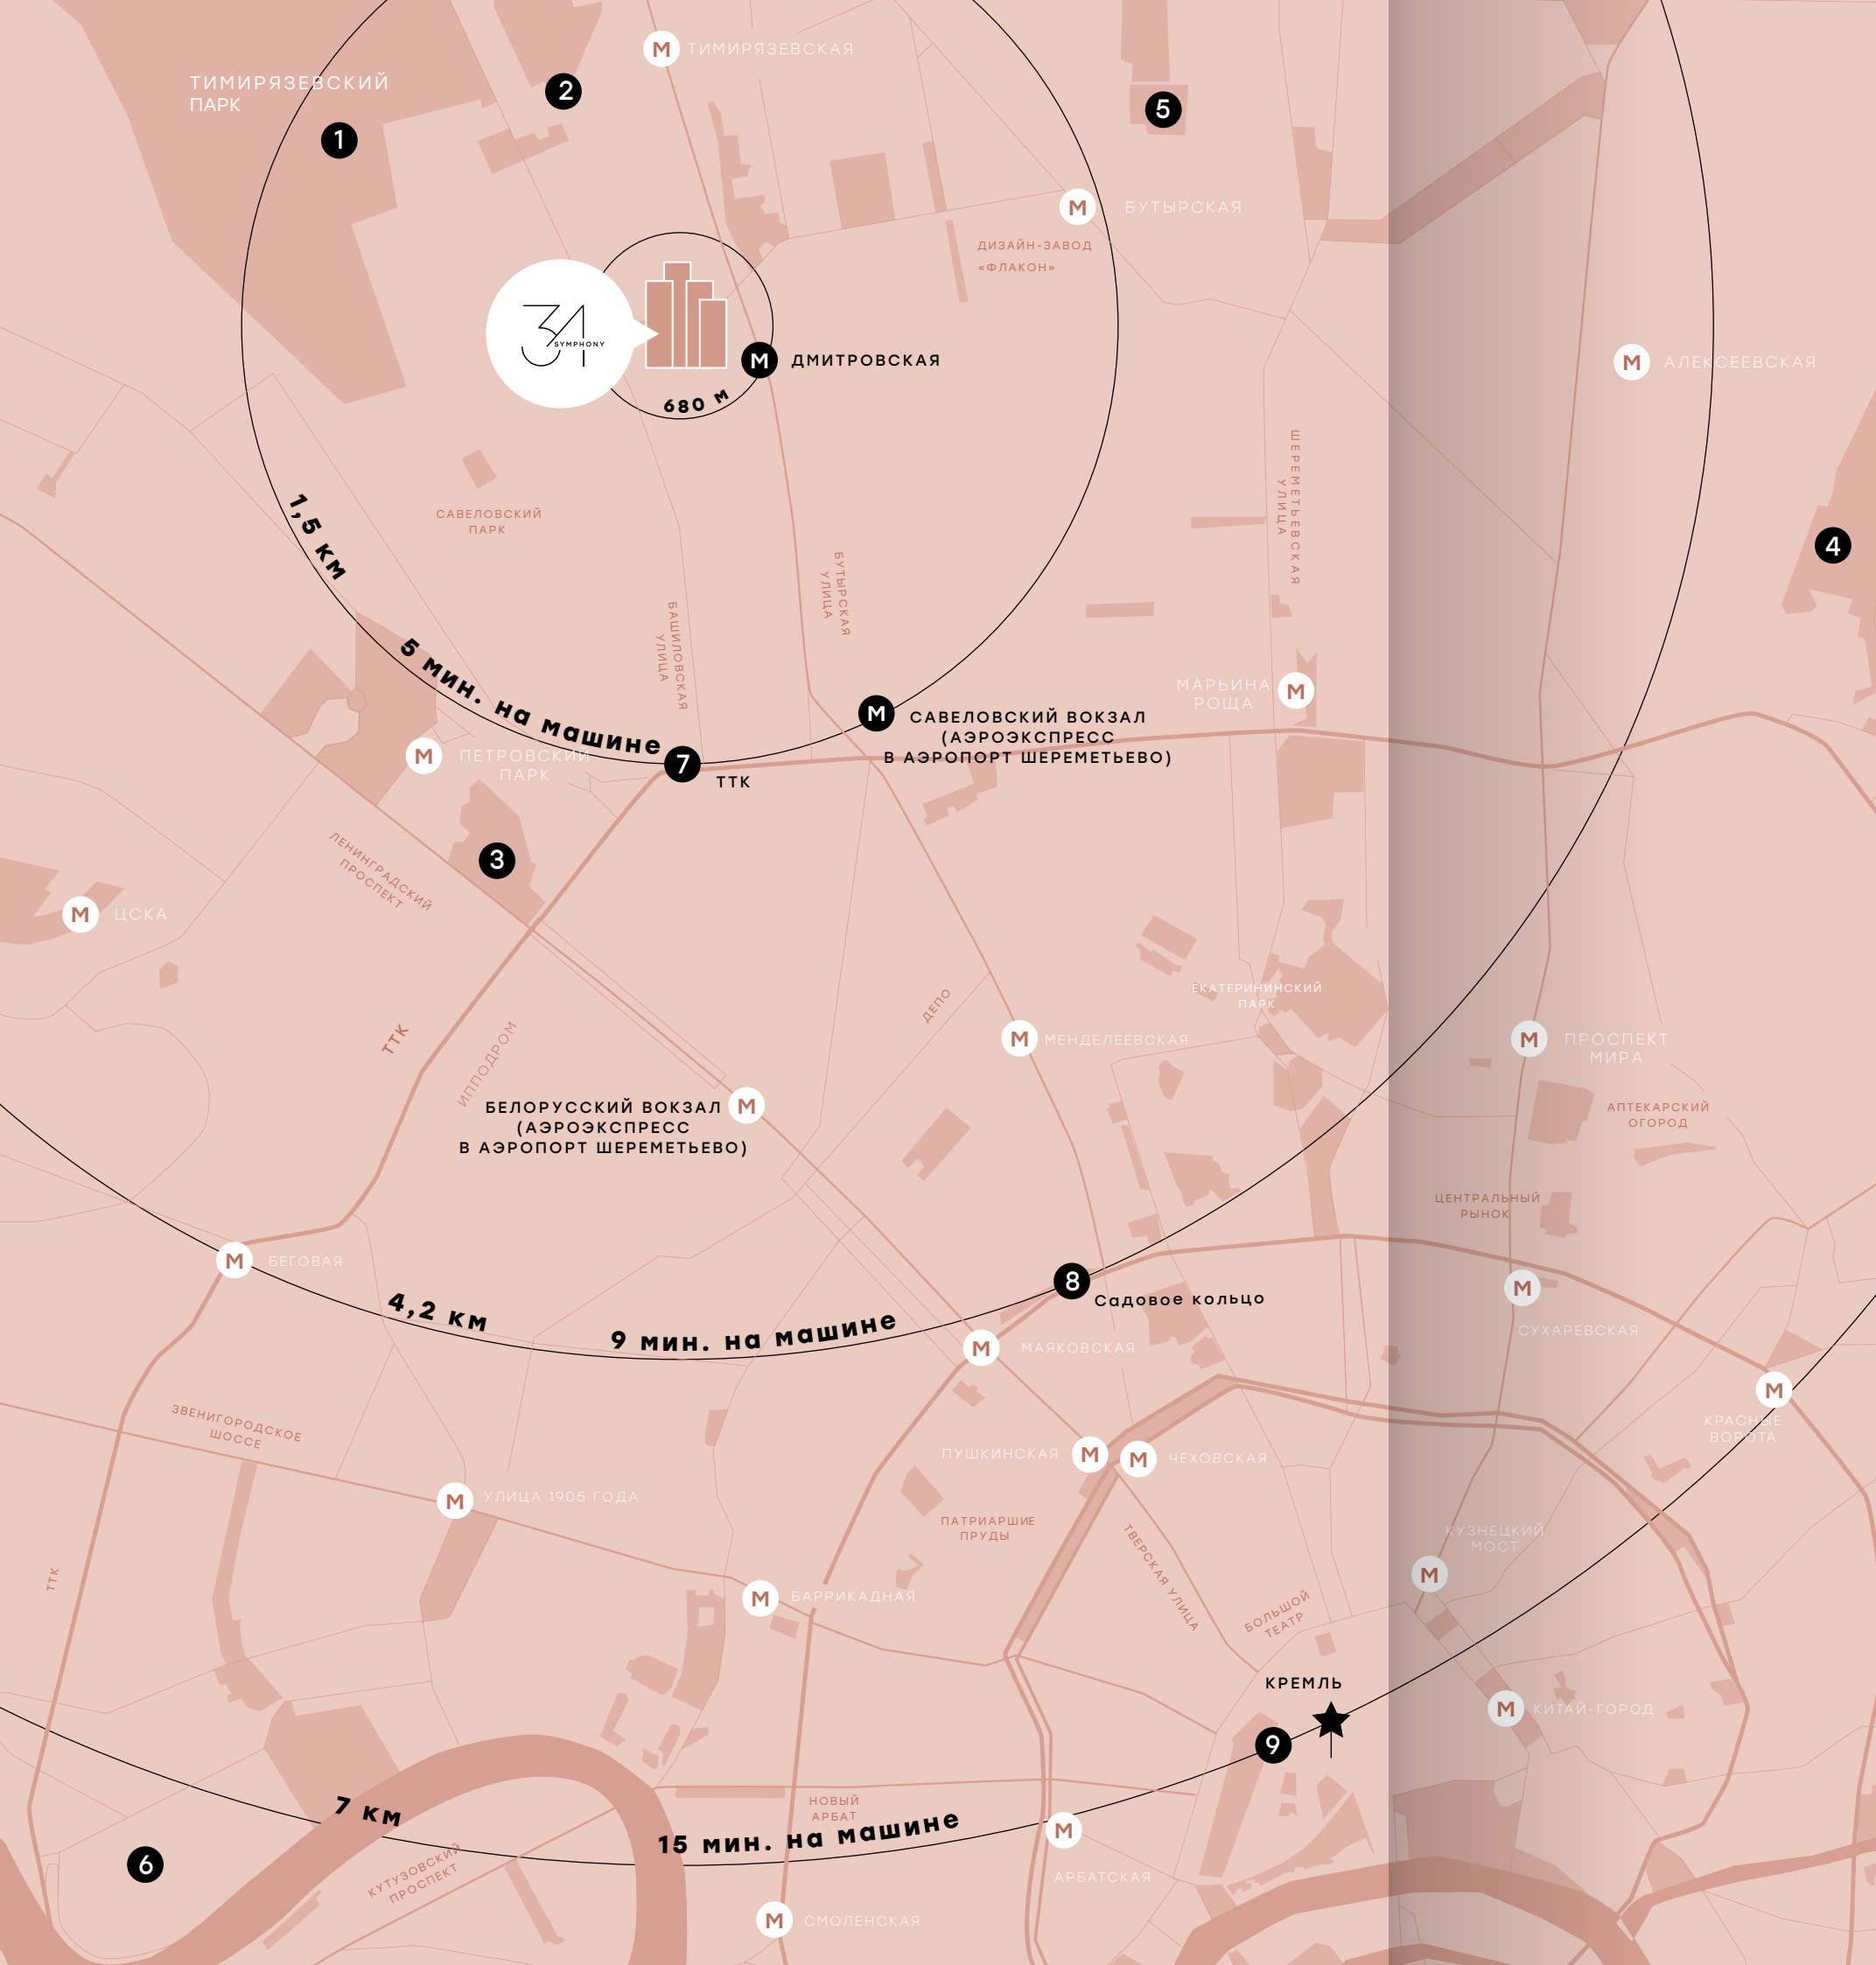 ТИМИРЯЗЕВСКАЯ
ТИМИРЯЗЕВСКИЙ
ПАРК
1
2
5
БУТЫРСКАЯ
ДИЗАЙН-ЗАВОД
«ФЛАКОН»
34
SYMPHONY
ДМИТРОВСКАЯ
680 м
АЛЕКСЕЕВСКАЯ
ШЕРЕМЕТЬЕВСКАЯ
УЛИЦА
1,5 км
САВЕЛОВСКИЙ
ПАРК
4
БУТЫРСКАЯ
УЛИЦА
БАШИЛОВСКАЯ
УЛИЦА
5 мин. на машине
МАРЬИНА
РОЩА
САВЕЛОВСКИЙ ВОКЗАЛ
(АЭРОЭКСПРЕСС
В АЭРОПОРТ ШЕРЕМЕТЬЕВО)
ПЕТРОВСКИЙ
ПАРК
7
ТТК
3
ЛЕНИНГРАДСКИЙ
ПРОСПЕКТ
ЦСКА
ЕКАТЕРИНИНСКИЙ
ПАРК
ДЕПО
ТТК
ИППОДРОМ
МЕНДЕЛЕЕВСКАЯ
ПРОСПЕКТ
МИРА
БЕЛОРУССКИЙ ВОКЗАЛ
(АЭРОЭКСПРЕСС
В АЭРОПОРТ ШЕРЕМЕТЬЕВО)
АПТЕКАРСКИЙ
ОГОРОД
ЦЕНТРАЛЬНЫЙ
РЫНОК
БЕГОВАЯ
8
Садовое кольцо
4,2 км
9 мин. на машине
СУХАРЕВСКАЯ
МАЯКОВСКАЯ
КРАСНЫЕ
ВОРОТА
ЗВЕНИГОРОДСКОЕ
ШОССЕ
ПУШКИНСКАЯ
ЧЕХОВСКАЯ
УЛИЦА 1905 ГОДА
ПАТРИАРШИЕ
ПРУДЫ
КУЗНЕЦКИЙ
МОСТ
ТВЕРСКАЯ УЛИЦА
ТТК
БАРРИКАДНАЯ
БОЛЬШОЙ
ТЕАТР
КРЕМЛЬ
КИТАЙ-ГОРОД
9
7 км
НОВЫЙ
АРБАТ
15 мин. на машине
6
КУТУЗОВСКИЙ
ПРОСПЕКТ
АРБАТСКАЯ
СМОЛЕНСКАЯ